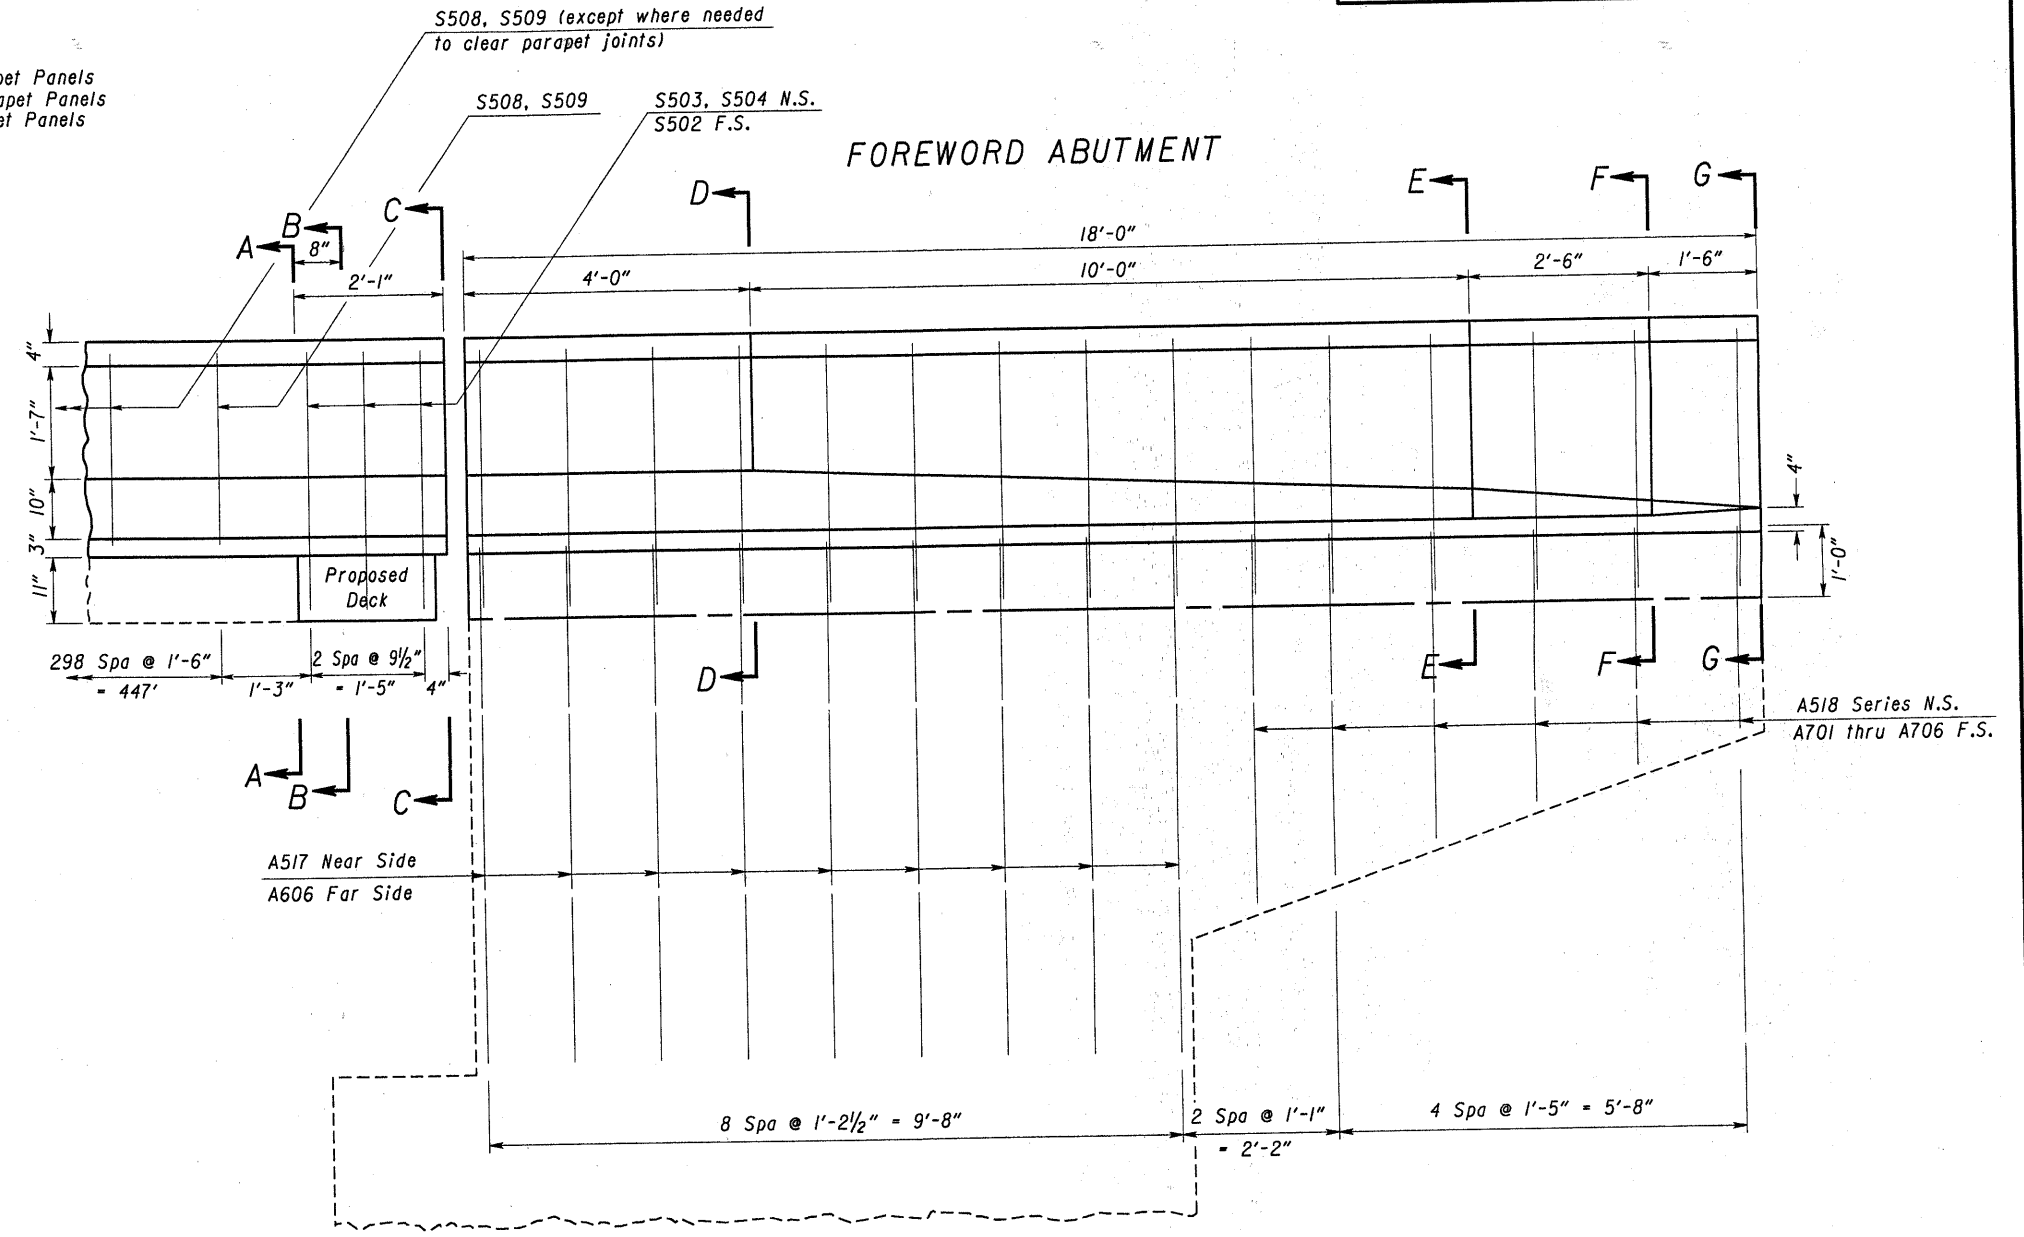 S508, S509 (except where needed
to clear parapet joints)
pet Panels
apet Panels
et Panels
S508, S509
S503, S504 N.S.
S502 F.S.
FOREWORD ABUTMENT
A
B
C
D
E
F
G
8"
2'-1"
18'-0"
4'-0"
10'-0"
2'-6"
1'-6"
4"
1'-7"
10"
3"
11"
4"
1'-0"
Proposed
Deck
298 Spa @ 1'-6"
= 447'
1'-3"
2 Spa @ 9½"
= 1'-5"
4"
D
E
F
G
A518 Series N.S.
A701 thru A706 F.S.
A
B
C
A517 Near Side
A606 Far Side
8 Spa @ 1'-2½" = 9'-8"
2 Spa @ 1'-1"
= 2'-2"
4 Spa @ 1'-5" = 5'-8"